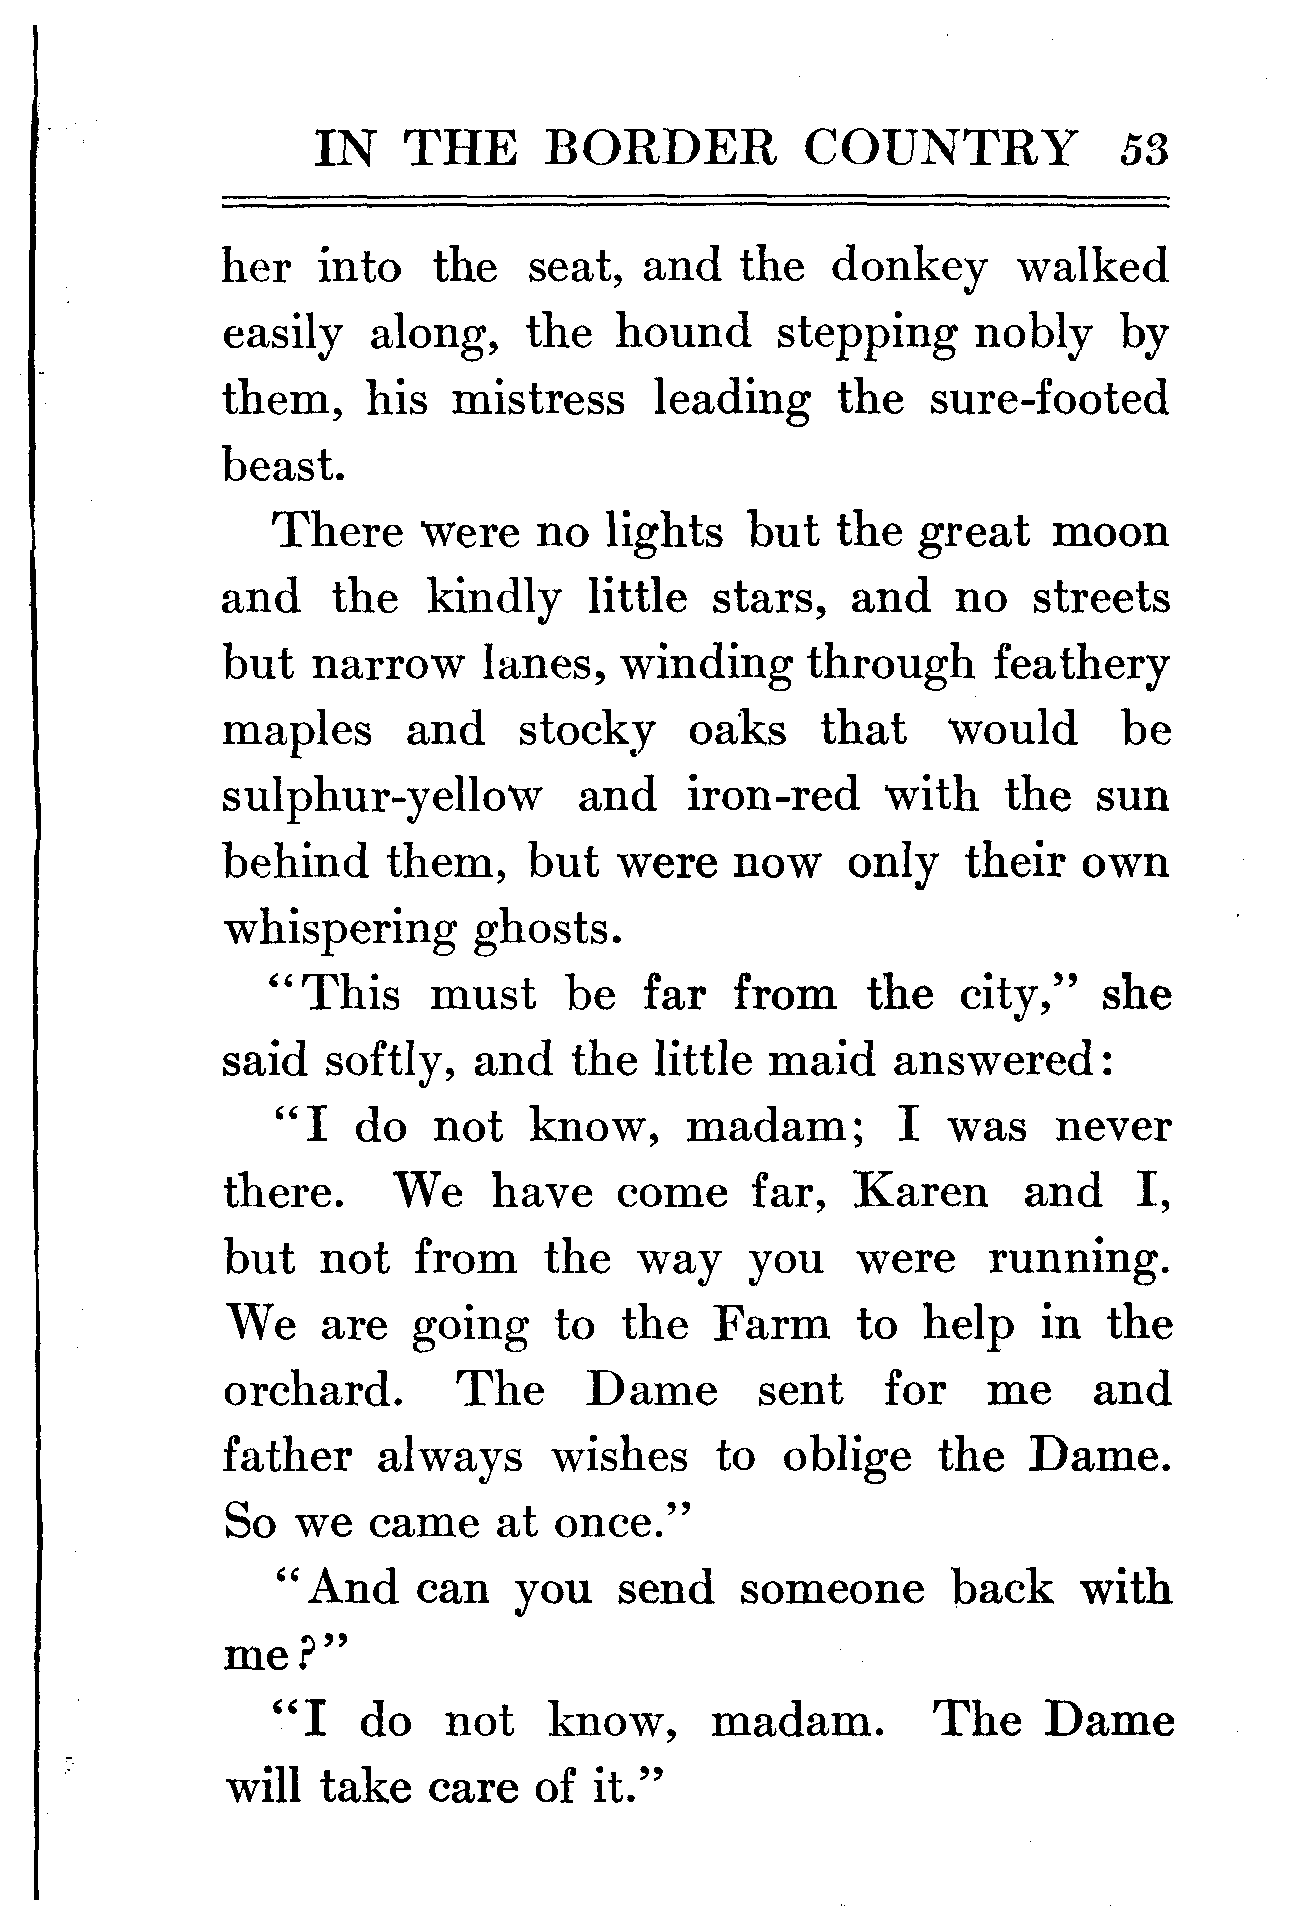 IN THE BORDER COUNTRY 53
her into the seat, and the donkey walked
easily along, the hound stepping nobly by
them, his mistress leading the sure-footed
beast.
There were no lights but the great moon
and the kindly little stars, and no streets
but narrow lanes, winding through feathery
maples and stocky oaks that would be
sulphur-yellow and iron-red with the sun
behind them, but were now only their own
whispering ghosts.
“This must be far from the city,” she
said softly, and the little maid answered:
“I do not know, madam; I was never
there. We have come far, Karen and I,
but not from the way you were running.
We are going to the Farm to help in the
orchard. The Dame sent for me and
father always wishes to oblige the Dame.
So we came at once.”
“And can you send someone back with
me?”
“I do not know, madam. The Dame
will take care of it.”